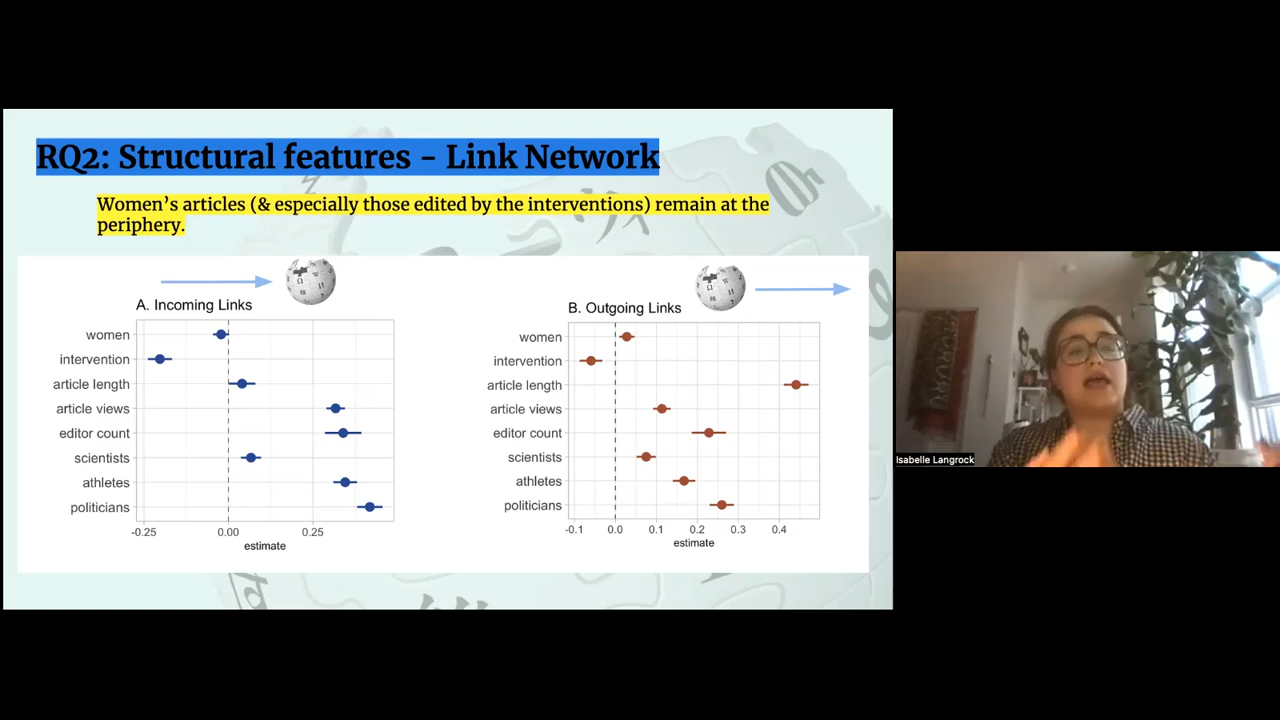 RQ2: Structural features - Link Network
Women's articles (& especially those edited by the interventions) remain at the
periphery.
A. Incoming Links
women
intervention
article length
article views
editor count
scientists
athletes
politicians
-0.25 0.00 0.25
estimate
B. Outgoing Links
women
intervention
article length
article views
editor count
scientists
athletes
politicians
-0.1 0.0 0.1 0.2 0.3 0.4
estimate
Isabelle Langrock